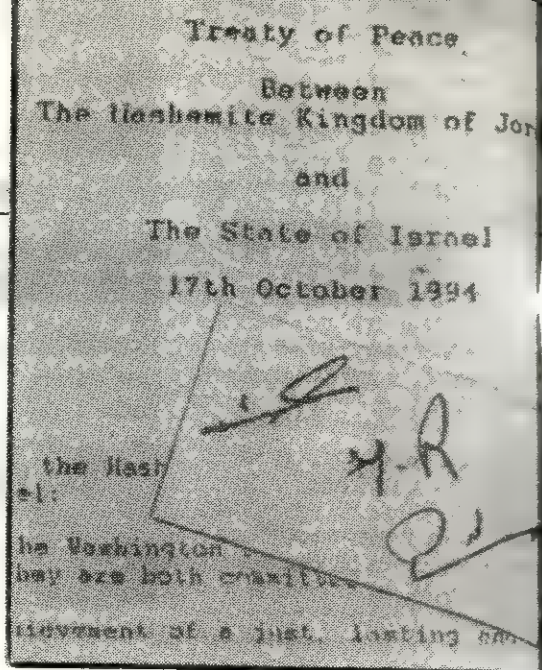 Treaty of Peace
Between
The Hashemite Kingdom of Jor
and
The State of Israel
17th October 1994
the Hash
el:
he Washington
hey are both committe
ievement of a just, lasting